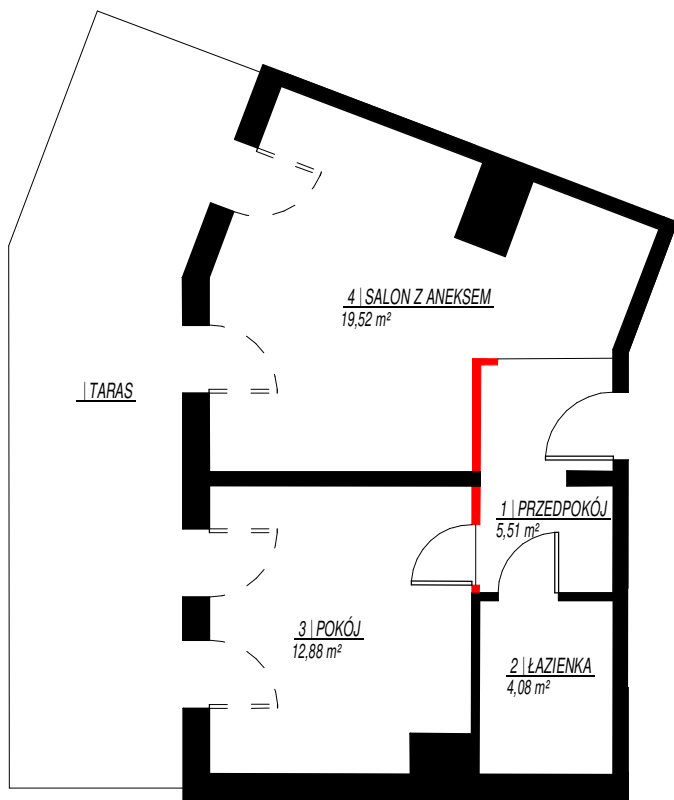 4 | SALON Z ANEKSEM
19,52 m²
| TARAS
1 | PRZEDPOKÓJ
5,51 m²
3 | POKÓJ
12,88 m²
2 | ŁAZIENKA
4,08 m²